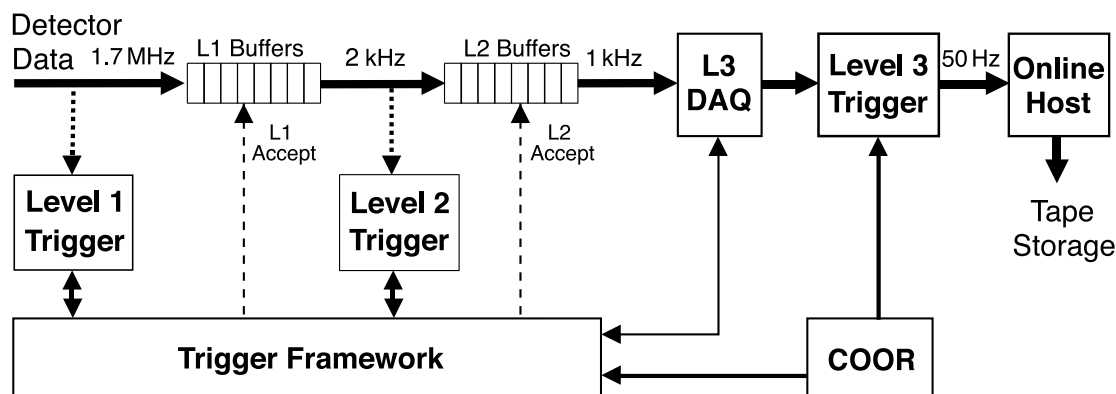 Detector
Data
1.7 MHz
L1 Buffers
2 kHz
L2 Buffers
1 kHz
L3
DAQ
Level 3
Trigger
50 Hz
Online
Host
L1
Accept
L2
Accept
Level 1
Trigger
Level 2
Trigger
Tape
Storage
Trigger Framework
COOR